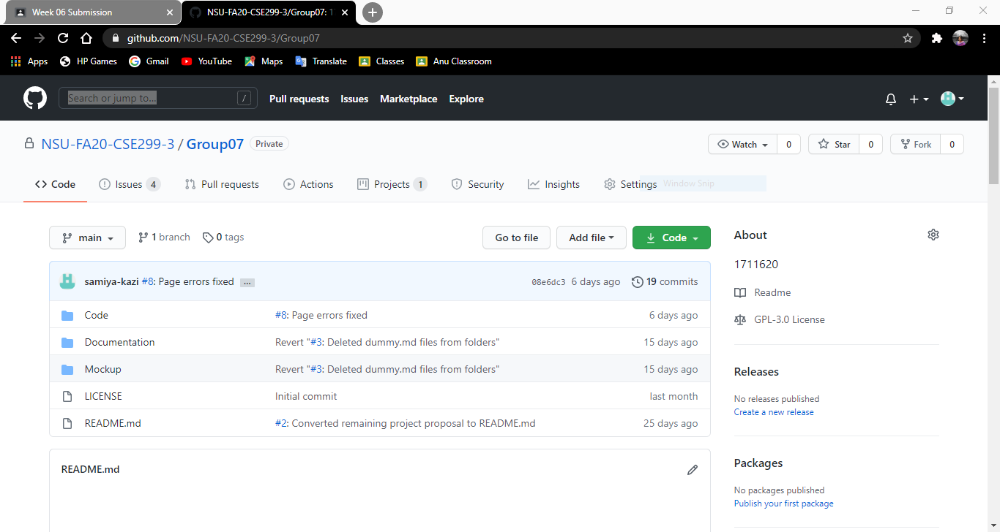 Week 06 Submission
NSU-FA20-CSE299-3/Group07: 1
github.com/NSU-FA20-CSE299-3/Group07
Apps HP Games Gmail YouTube Maps Translate Classes Anu Classroom
Search or jump to... / Pull requests Issues Marketplace Explore
NSU-FA20-CSE299-3 / Group07 Private Watch 0 Star 0 Fork 0
Code Issues 4 Pull requests Actions Projects 1 Security Insights Settings Window Snip
main 1 branch 0 tags Go to file Add file Code
samiya-kazi #8: Page errors fixed ... 08e6dc3 6 days ago 19 commits
Code #8: Page errors fixed 6 days ago
Documentation Revert "#3: Deleted dummy.md files from folders" 15 days ago
Mockup Revert "#3: Deleted dummy.md files from folders" 15 days ago
LICENSE Initial commit last month
README.md #2: Converted remaining project proposal to README.md 25 days ago
README.md
About
1711620
Readme
GPL-3.0 License
Releases
No releases published
Create a new release
Packages
No packages published
Publish your first package